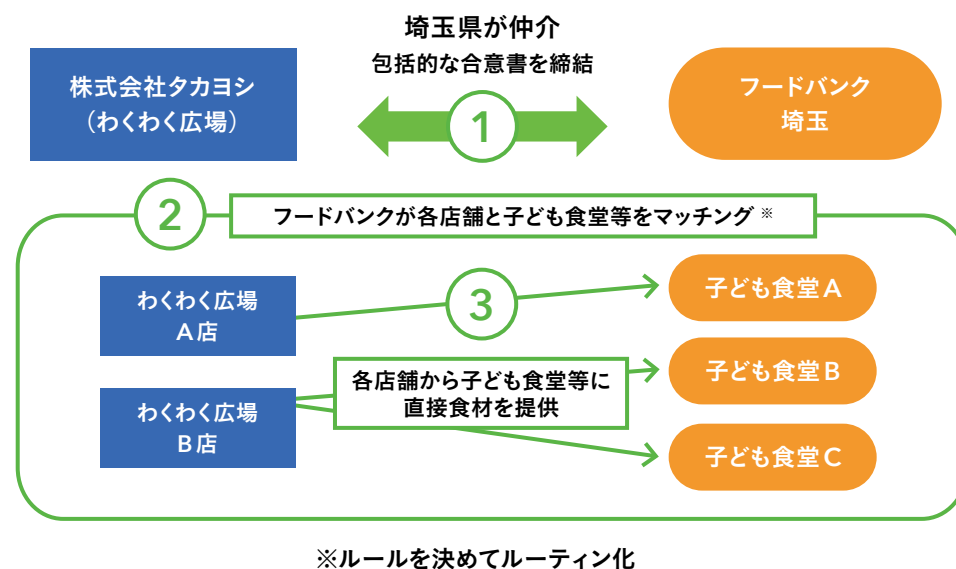 埼玉県が仲介
包括的な合意書を締結
株式会社タカヨシ
（わくわく広場）
1
フードバンク
埼玉
2
フードバンクが各店舗と子ども食堂等をマッチング ※
わくわく広場
A店
3
子ども食堂A
各店舗から子ども食堂等に
直接食材を提供
子ども食堂B
わくわく広場
B店
子ども食堂C
※ルールを決めてルーティン化